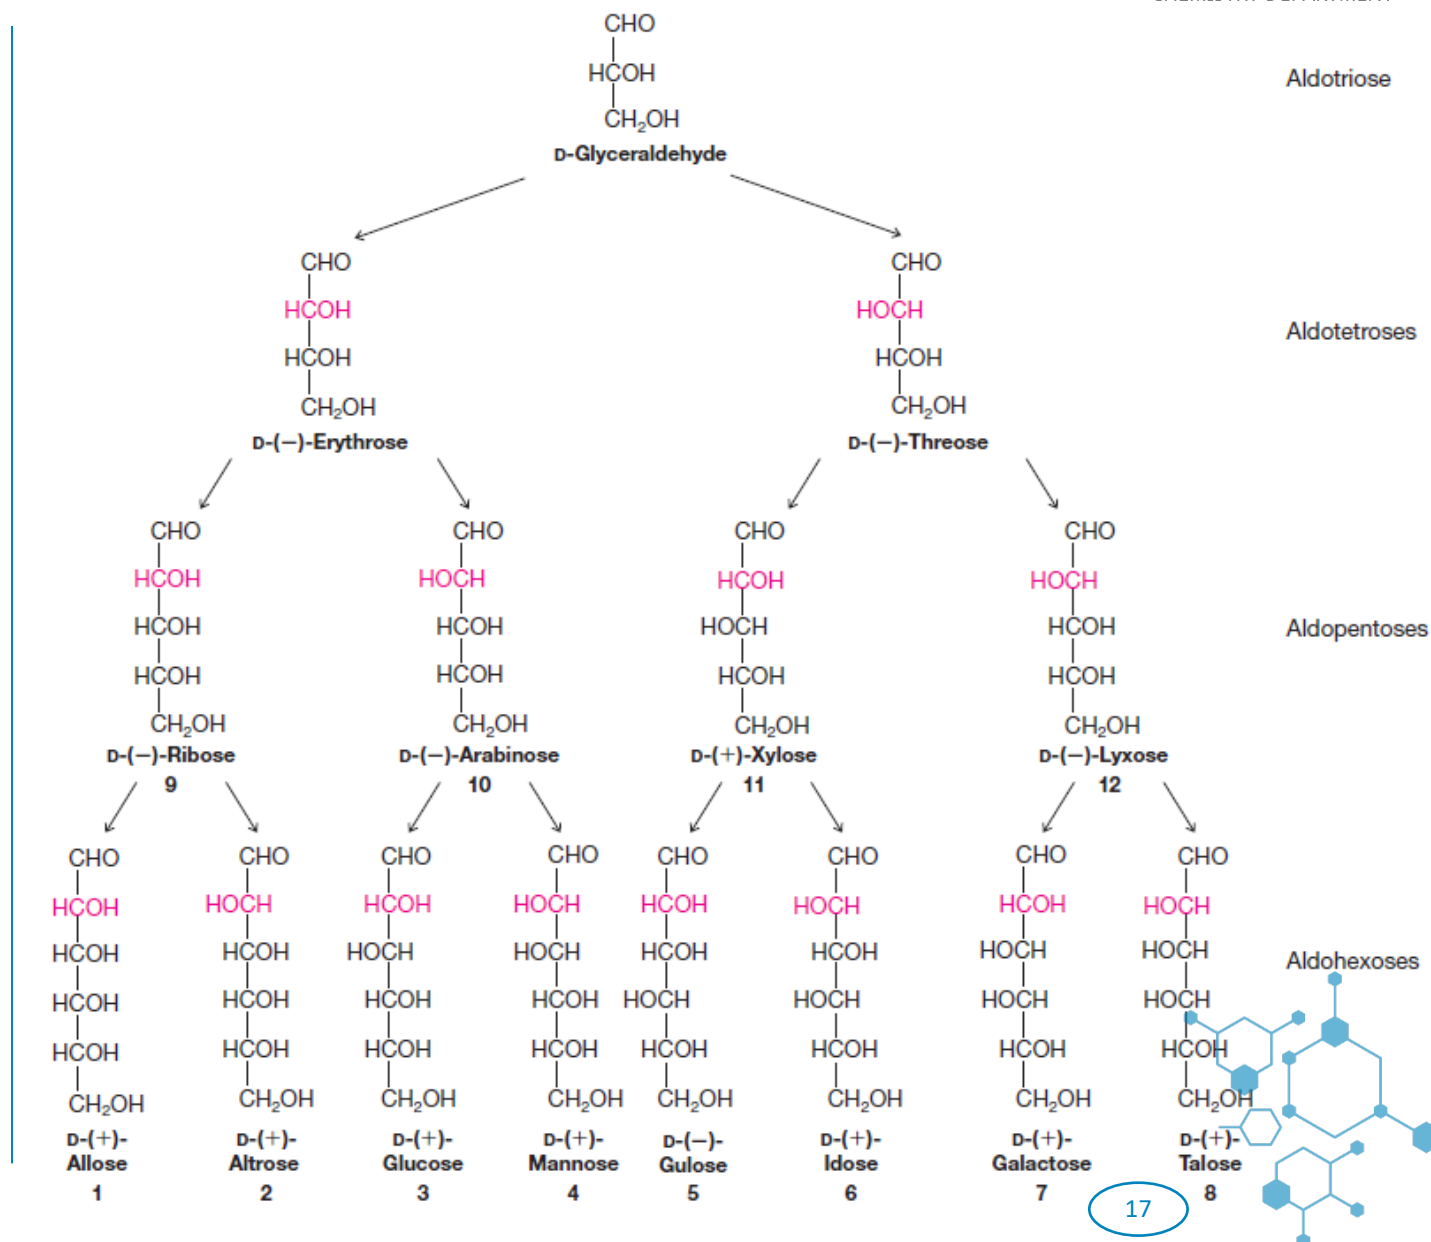 CHO
HCOH
CH₂OH
D-Glyceraldehyde
Aldotriose
CHO CHO
HCOH HOCH
HCOH HCOH
CH₂OH CH₂OH
D-(−)-Erythrose D-(−)-Threose
Aldotetroses
CHO CHO CHO CHO
HCOH HOCH HCOH HOCH
HCOH HCOH HOCH HCOH
HCOH HCOH HCOH HCOH
CH₂OH CH₂OH CH₂OH CH₂OH
D-(−)-Ribose D-(−)-Arabinose D-(+)-Xylose D-(−)-Lyxose
9 10 11 12
Aldopentoses
CHO CHO CHO CHO CHO CHO CHO CHO
HCOH HOCH HCOH HOCH HCOH HOCH HCOH HOCH
HCOH HCOH HOCH HOCH HCOH HCOH HOCH HOCH
HCOH HCOH HCOH HCOH HOCH HOCH HOCH HOCH
HCOH HCOH HCOH HCOH HCOH HCOH HCOH HCOH
CH₂OH CH₂OH CH₂OH CH₂OH CH₂OH CH₂OH CH₂OH CH₂OH
D-(+)- D-(+)- D-(+)- D-(+)- D-(−)- D-(+)- D-(+)- D-(+)-
Allose Altrose Glucose Mannose Gulose Idose Galactose Talose
1 2 3 4 5 6 7 8
Aldohexoses
17